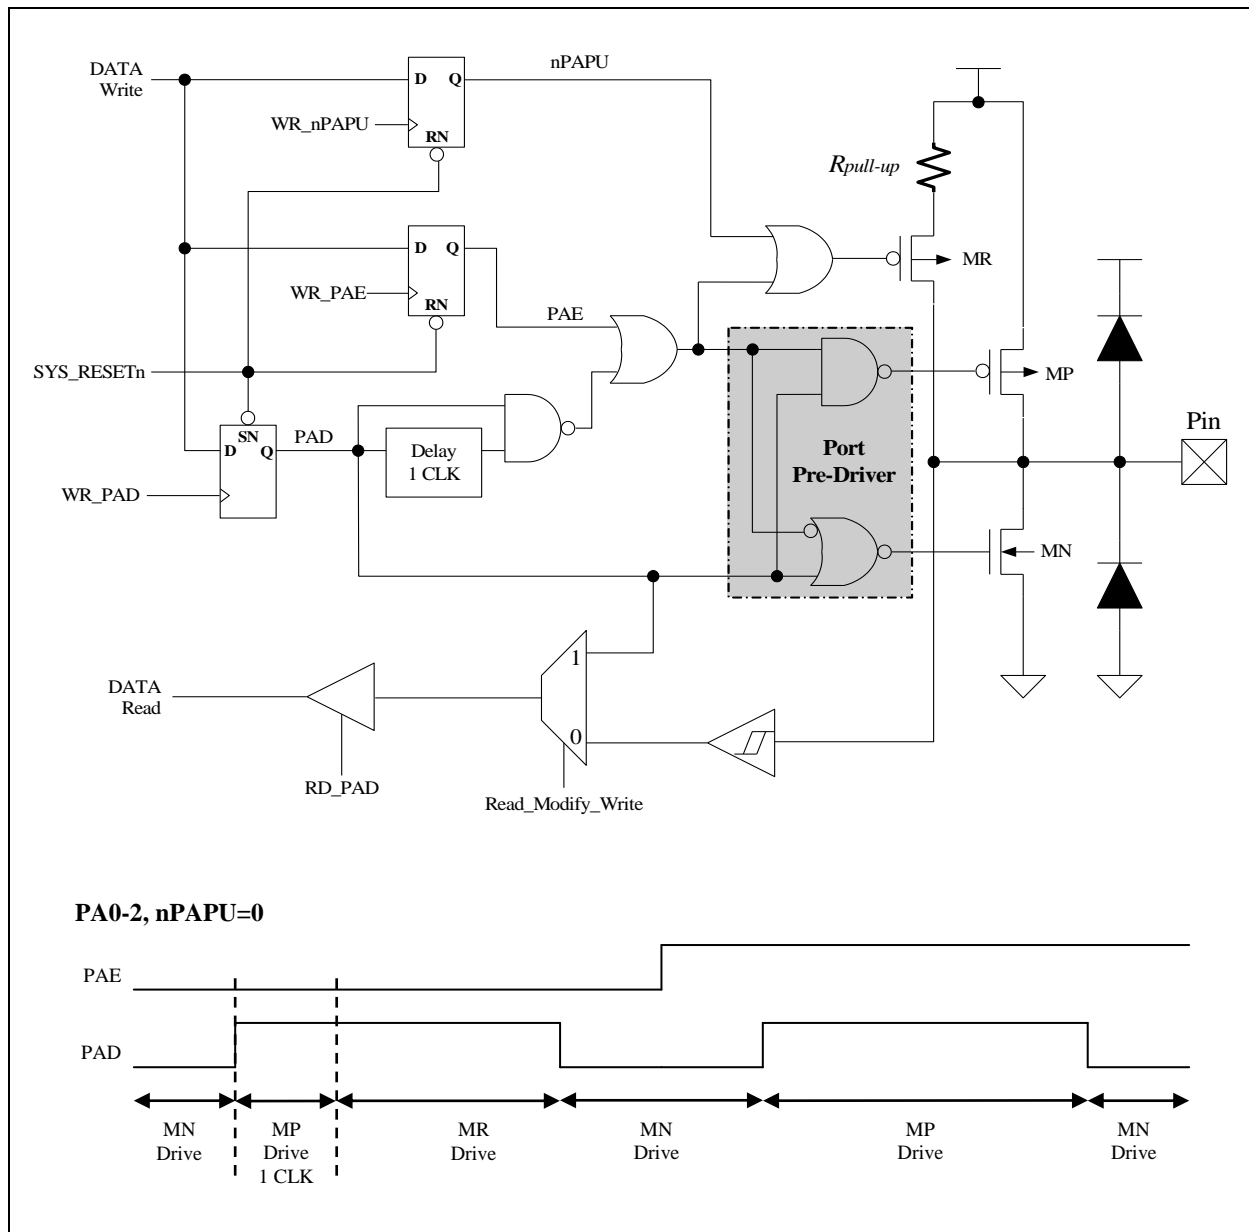 DATA
Write
D
Q
nPAPU
WR_nPAPU
RN
Rpull-up
D
Q
MR
WR_PAE
RN
PAE
SYS_RESETn
MP
SN
PAD
D
Q
Delay
1 CLK
Port
Pre-Driver
Pin
WR_PAD
MN
1
DATA
Read
0
RD_PAD
Read_Modify_Write
PA0-2, nPAPU=0
PAE
PAD
MN
Drive
MP
Drive
1 CLK
MR
Drive
MN
Drive
MP
Drive
MN
Drive